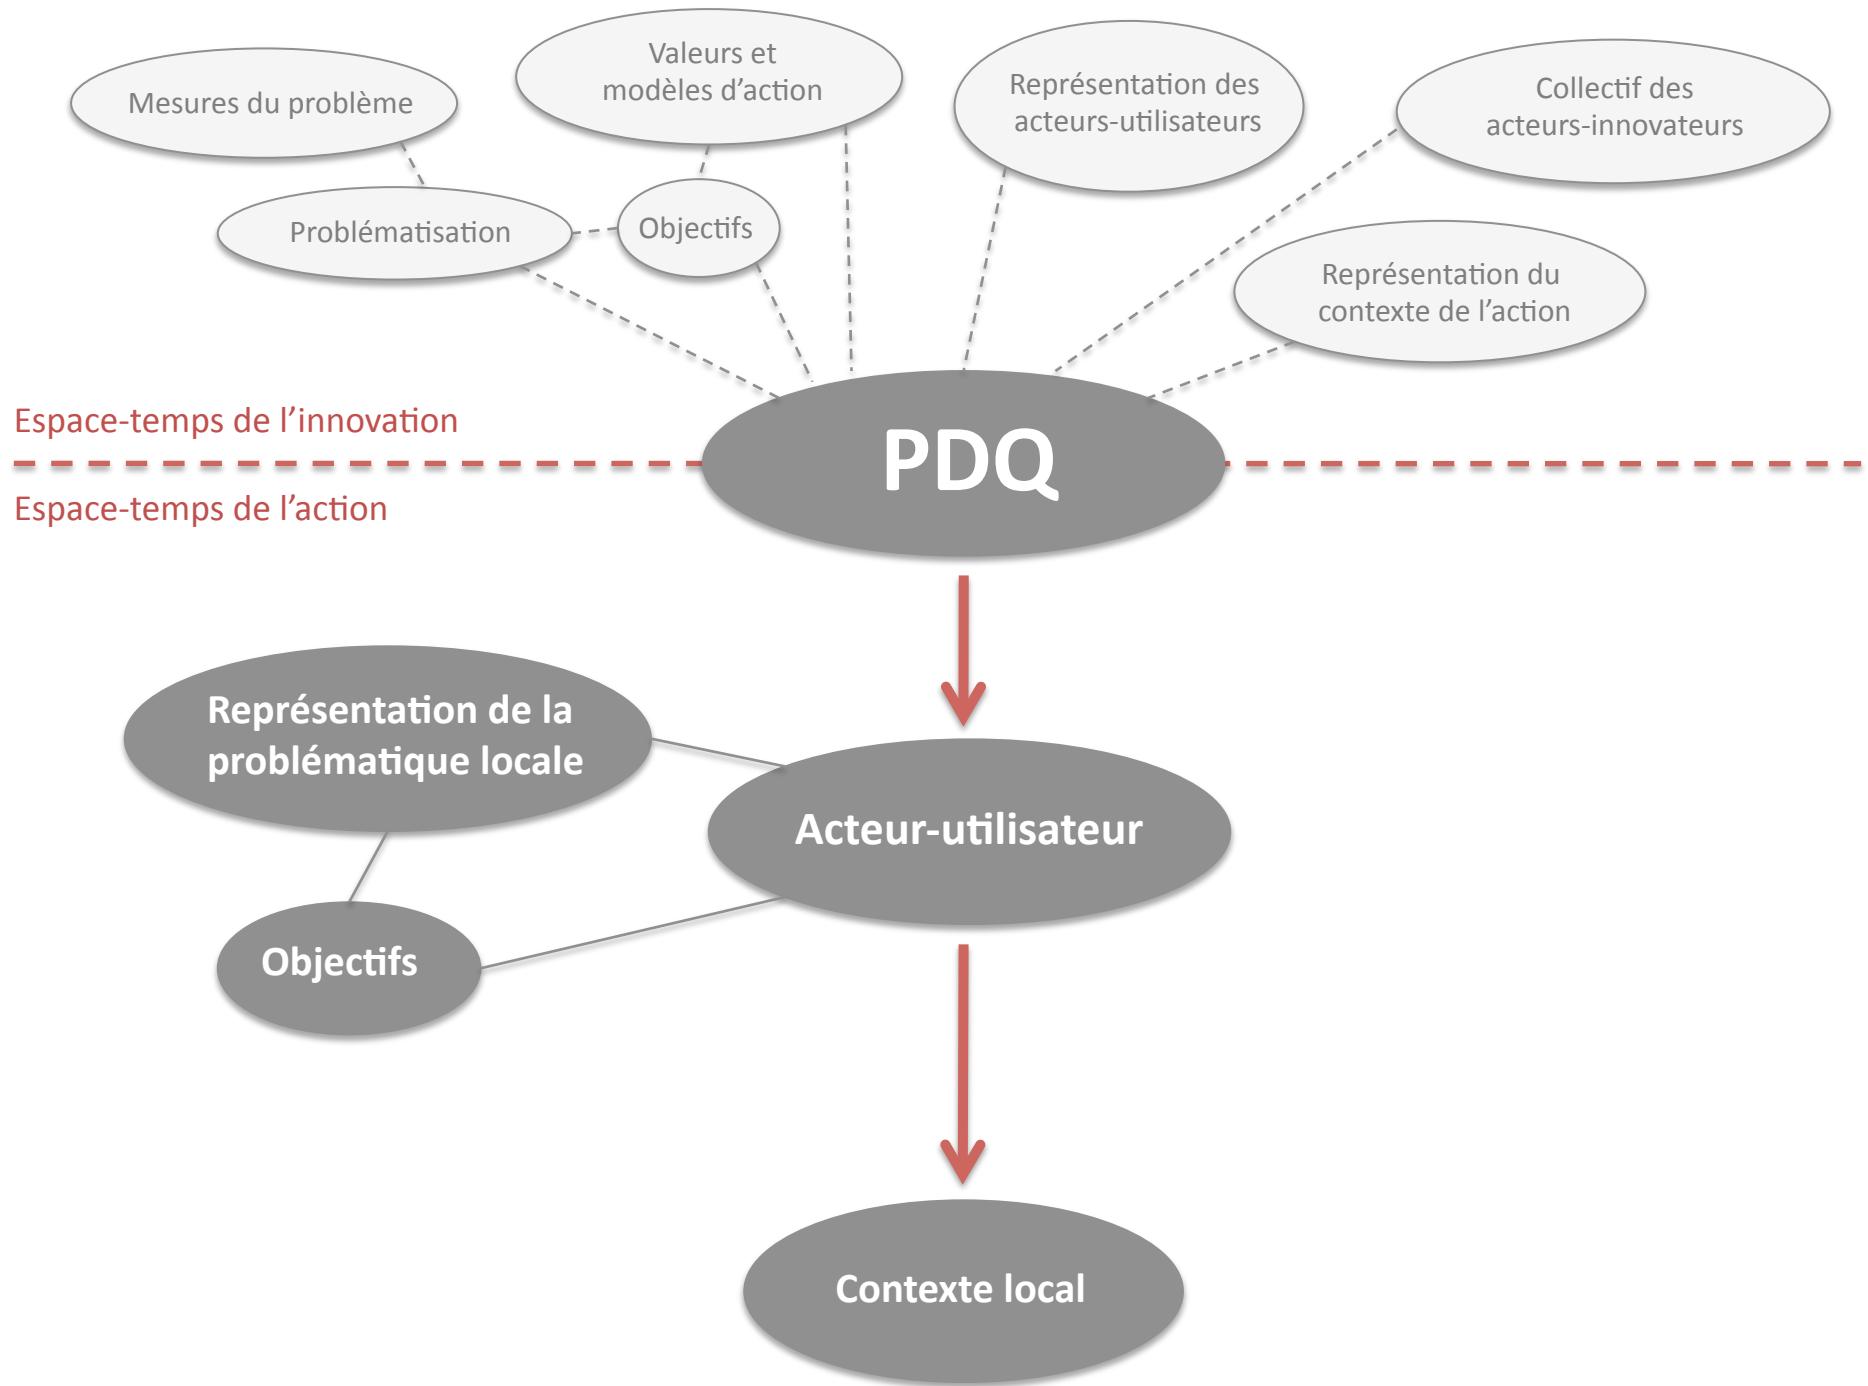 Mesures du problème
Valeurs et
modèles d'action
Représentation des
acteurs-utilisateurs
Collectif des
acteurs-innovateurs
Problématisation
Objectifs
Représentation du
contexte de l'action
Espace-temps de l'innovation
PDQ
Espace-temps de l'action
Représentation de la
problématique locale
Acteur-utilisateur
Objectifs
Contexte local